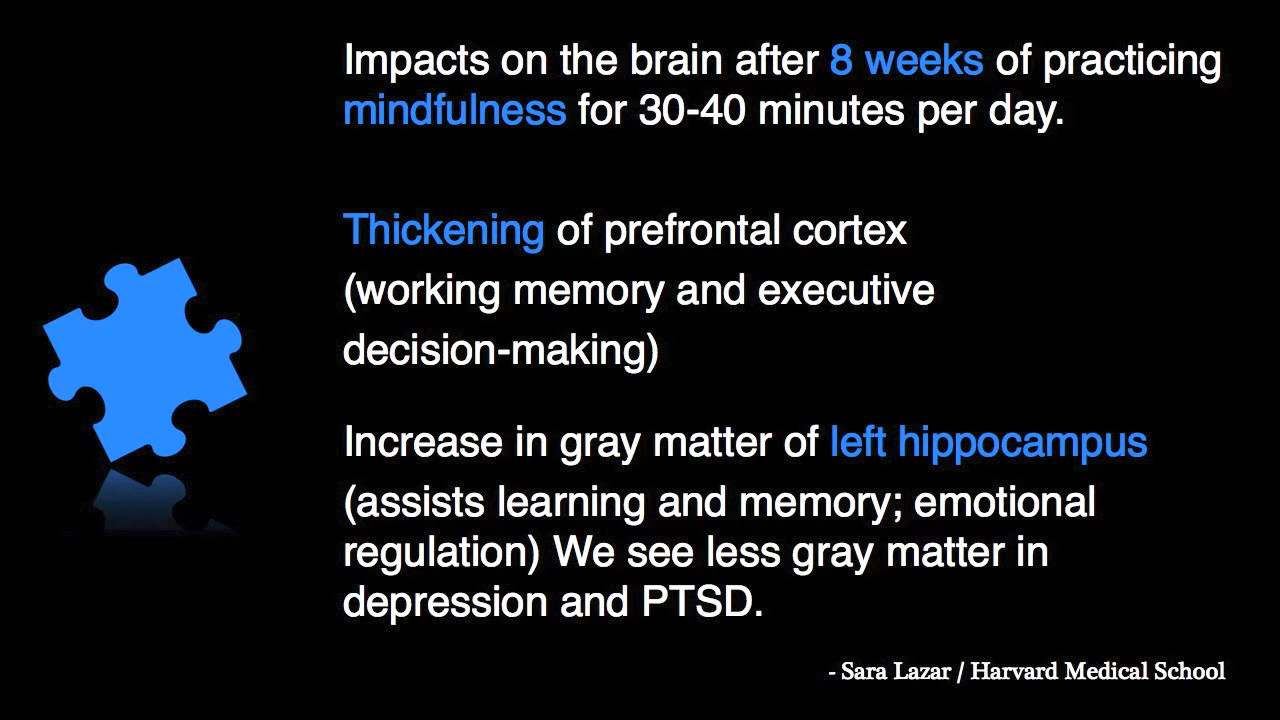 Impacts on the brain after 8 weeks of practicing
mindfulness for 30-40 minutes per day.
Thickening of prefrontal cortex
(working memory and executive
decision-making)
Increase in gray matter of left hippocampus
(assists learning and memory; emotional
regulation) We see less gray matter in
depression and PTSD.
- Sara Lazar / Harvard Medical School